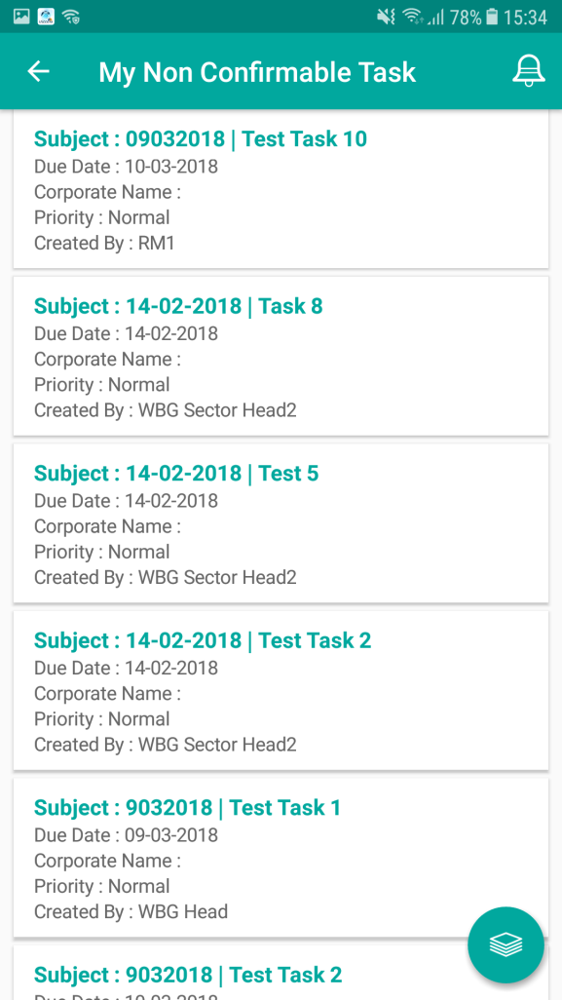 78% 15:34
My Non Confirmable Task
Subject : 09032018 | Test Task 10
Due Date : 10-03-2018
Corporate Name :
Priority : Normal
Created By : RM1
Subject : 14-02-2018 | Task 8
Due Date : 14-02-2018
Corporate Name :
Priority : Normal
Created By : WBG Sector Head2
Subject : 14-02-2018 | Test 5
Due Date : 14-02-2018
Corporate Name :
Priority : Normal
Created By : WBG Sector Head2
Subject : 14-02-2018 | Test Task 2
Due Date : 14-02-2018
Corporate Name :
Priority : Normal
Created By : WBG Sector Head2
Subject : 9032018 | Test Task 1
Due Date : 09-03-2018
Corporate Name :
Priority : Normal
Created By : WBG Head
Subject : 9032018 | Test Task 2
Due Date :